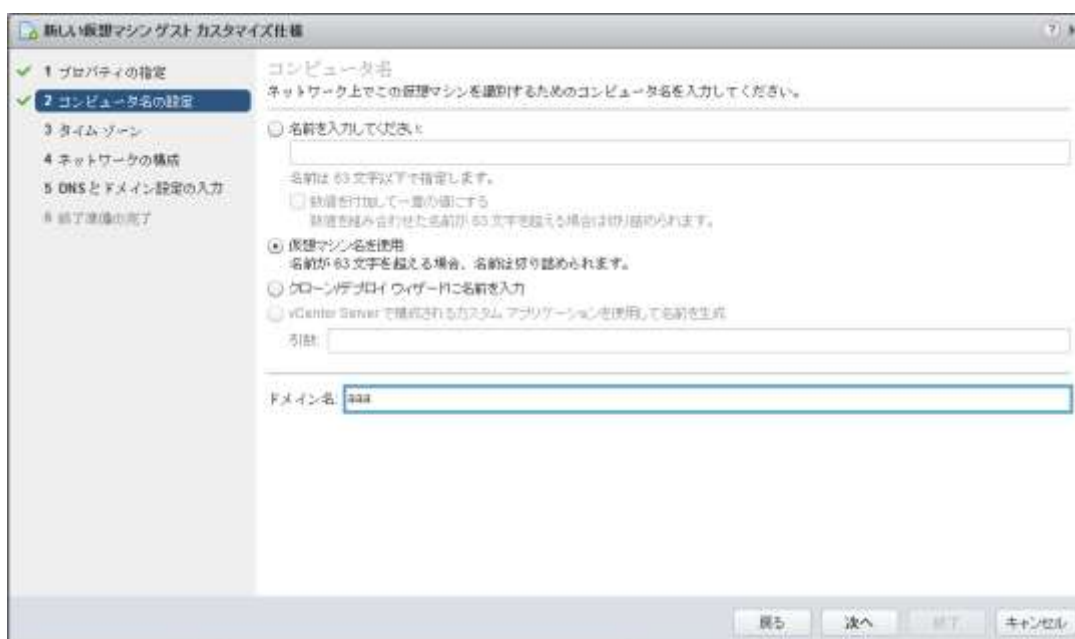 新しい仮想マシン ゲスト カスタマイズ仕様
1 プロパティの指定
2 コンピュータ名の設定
3 タイム ゾーン
4 ネットワークの構成
5 DNS とドメイン設定の入力
6 終了準備の完了
コンピュータ名
ネットワーク上でこの仮想マシンを識別するためのコンピュータ名を入力してください。
名前を入力してください:
名前は 63 文字以下で指定します。
数値を付加して一意の値にする
数値を組み合わせた名前が 63 文字を超える場合は切り詰められます。
仮想マシン名を使用
名前が 63 文字を超える場合、名前は切り詰められます。
クローン/デプロイ ウィザードに名前を入力
vCenter Server で構成されるカスタム アプリケーションを使用して名前を生成
引数:
ドメイン名: aaa
戻る 次へ 終了 キャンセル